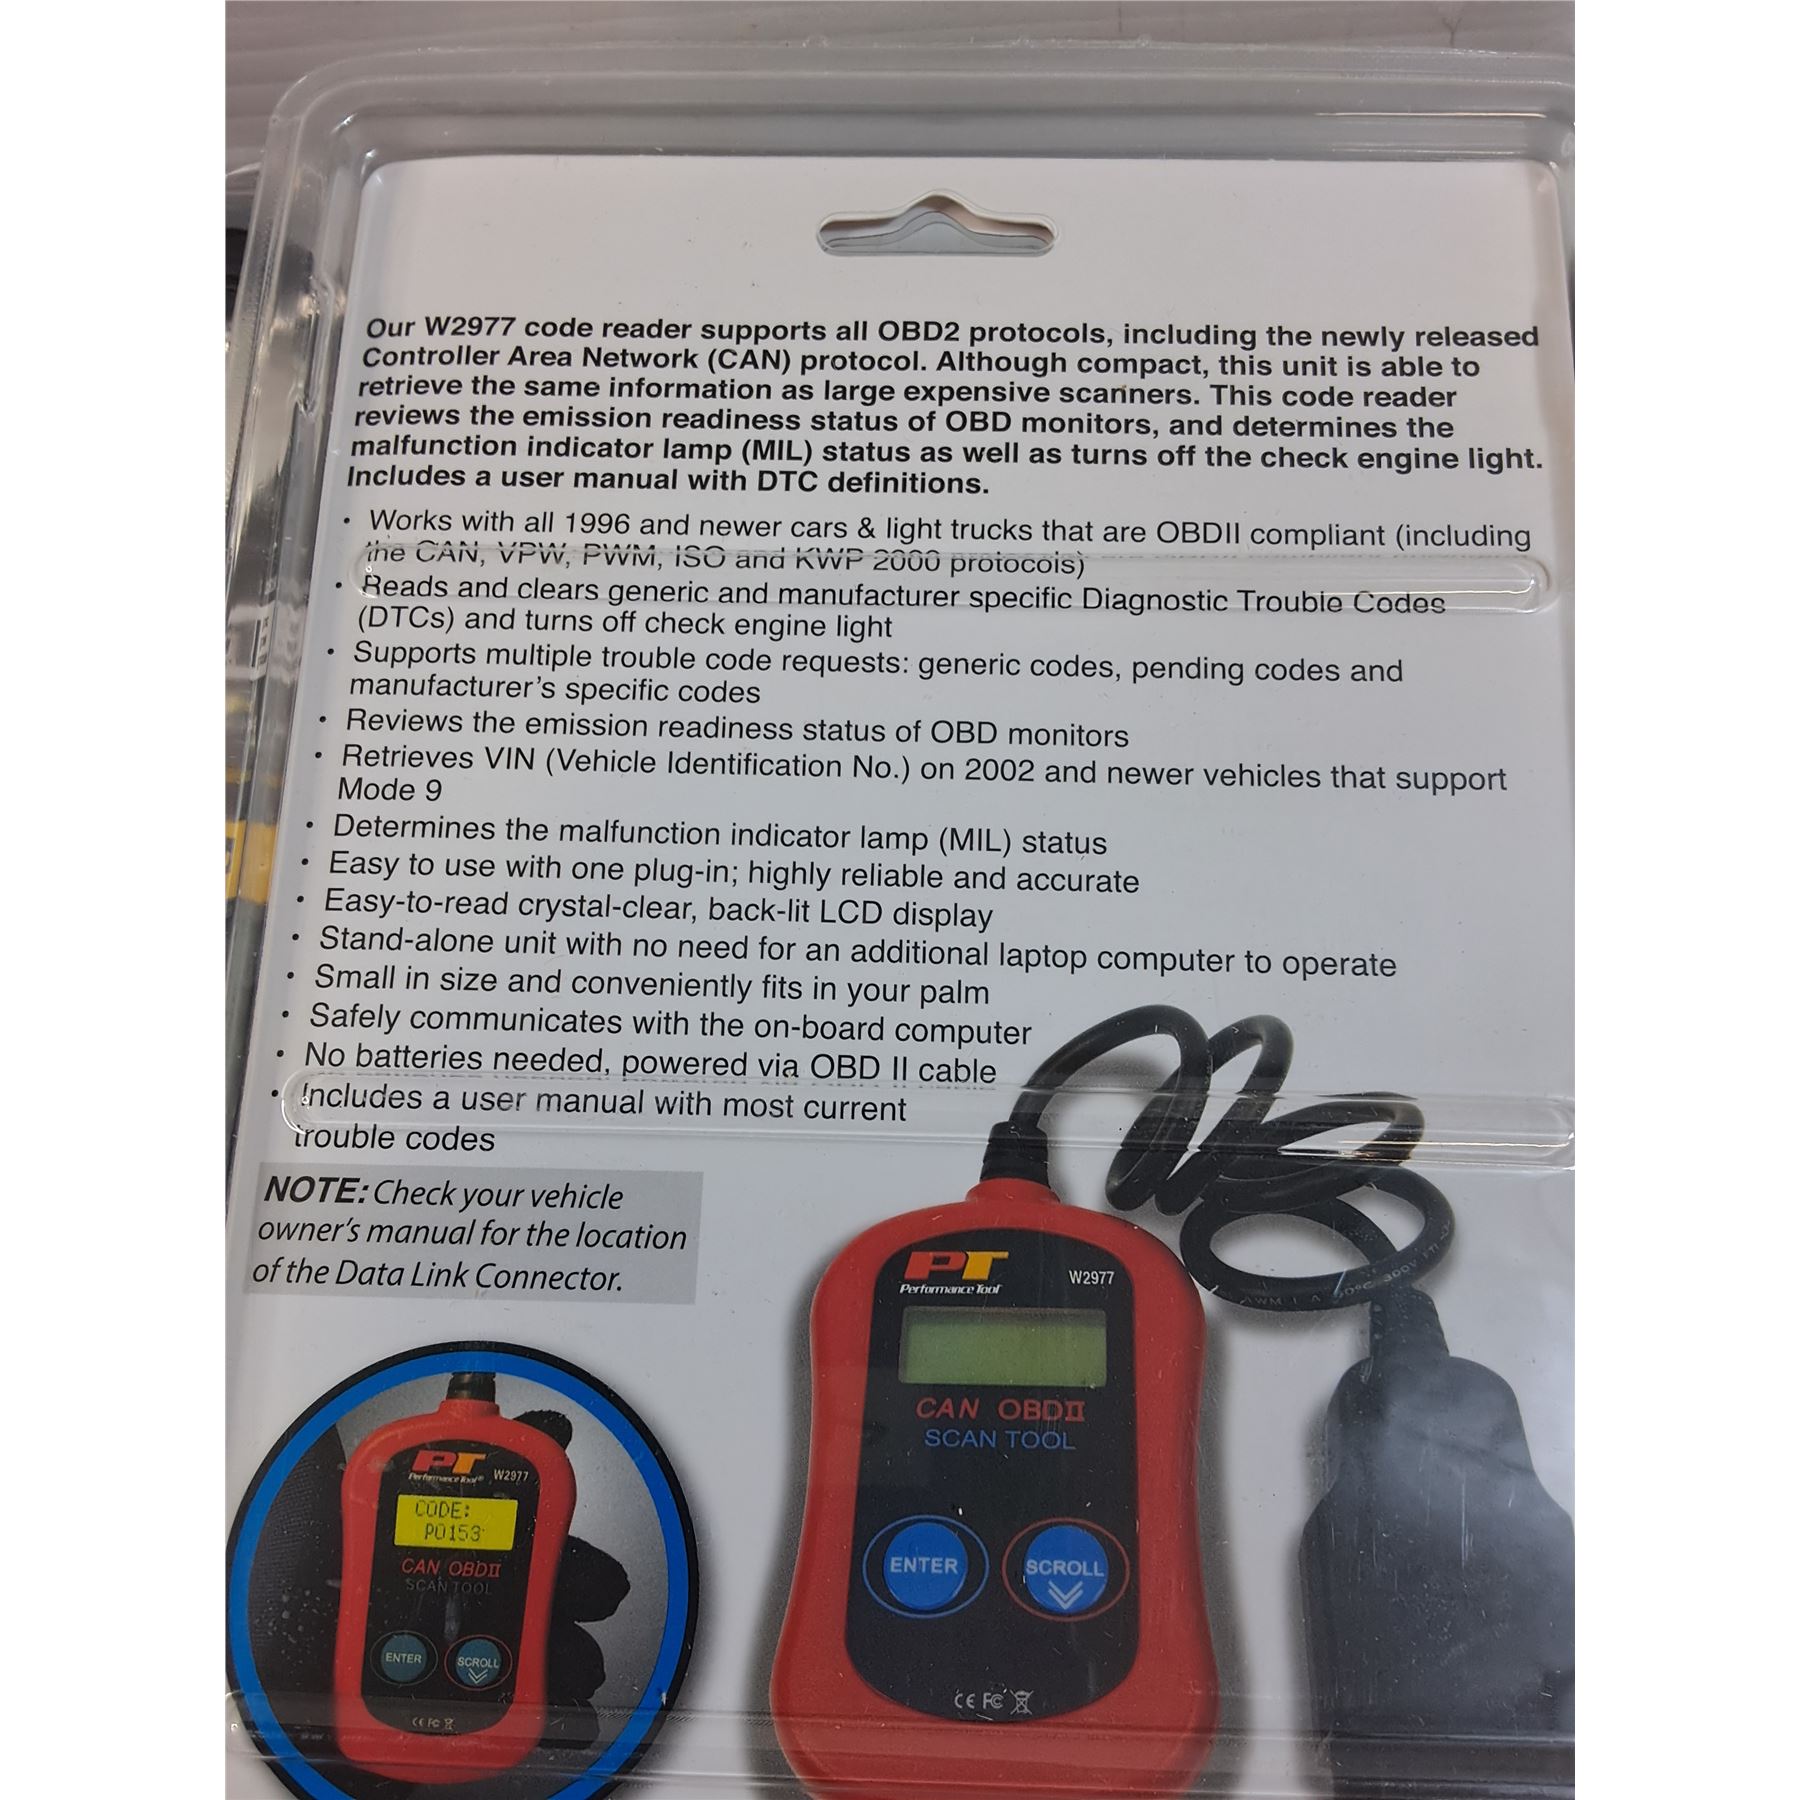 Our W2977 code reader supports all OBD2 protocols, including the newly released
Controller Area Network (CAN) protocol. Although compact, this unit is able to
retrieve the same information as large expensive scanners. This code reader
reviews the emission readiness status of OBD monitors, and determines the
malfunction indicator lamp (MIL) status as well as turns off the check engine light.
Includes a user manual with DTC definitions.
• Works with all 1996 and newer cars & light trucks that are OBDII compliant (including
the CAN, VPW, PWM, ISO and KWP 2000 protocols)
• Reads and clears generic and manufacturer specific Diagnostic Trouble Codes
(DTCs) and turns off check engine light
• Supports multiple trouble code requests: generic codes, pending codes and
manufacturer's specific codes
• Reviews the emission readiness status of OBD monitors
• Retrieves VIN (Vehicle Identification No.) on 2002 and newer vehicles that support
Mode 9
• Determines the malfunction indicator lamp (MIL) status
• Easy to use with one plug-in; highly reliable and accurate
• Easy-to-read crystal-clear, back-lit LCD display
• Stand-alone unit with no need for an additional laptop computer to operate
• Small in size and conveniently fits in your palm
• Safely communicates with the on-board computer
• No batteries needed, powered via OBD II cable
• Includes a user manual with most current
trouble codes
NOTE: Check your vehicle
owner's manual for the location
of the Data Link Connector.
PT
Performance Tool
W2977
CAN OBDII
SCAN TOOL
ENTER
SCROLL
CE FC
PT
Performance Tool®
W2977
CODE:
P0153
CAN OBDII
SCAN TOOL
ENTER
SCROLL
CE FC
AWM
300V